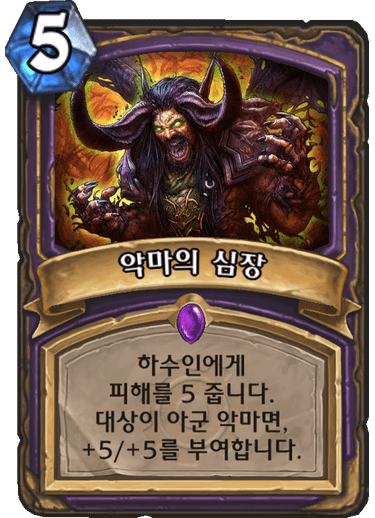 5
악마의 심장
하수인에게
피해를 5 줍니다.
대상이 아군 악마면,
+5/+5를 부여합니다.